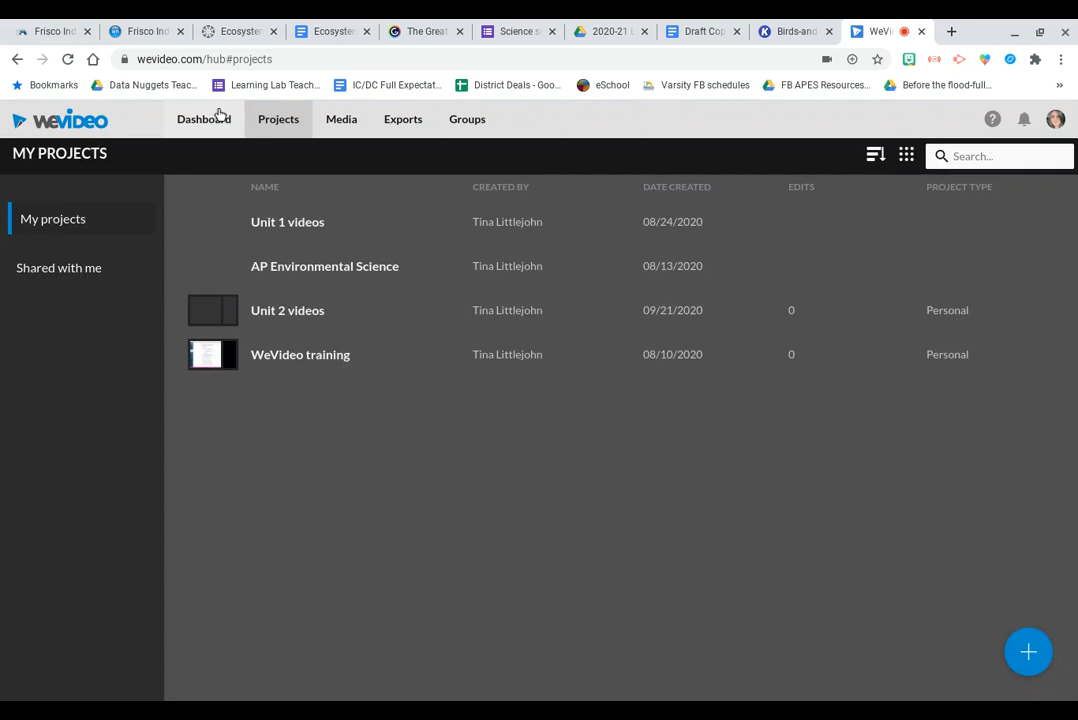 Frisco Ind
Frisco Ind
Ecosyster
Ecosyster
The Great
Science s
2020-21 L
Draft Cop
Birds-and
WeVi
wevideo.com/hub#projects
Bookmarks
Data Nuggets Teac...
Learning Lab Teach...
IC/DC Full Expectat...
District Deals - Goo...
eSchool
Varsity FB schedules
FB APES Resources...
Before the flood-full...
»
WEVIDEO
Dashboard
Projects
Media
Exports
Groups
MY PROJECTS
Search...
My projects
Shared with me
NAME CREATED BY DATE CREATED EDITS PROJECT TYPE
Unit 1 videos Tina Littlejohn 08/24/2020
AP Environmental Science Tina Littlejohn 08/13/2020
Unit 2 videos Tina Littlejohn 09/21/2020 0 Personal
WeVideo training Tina Littlejohn 08/10/2020 0 Personal